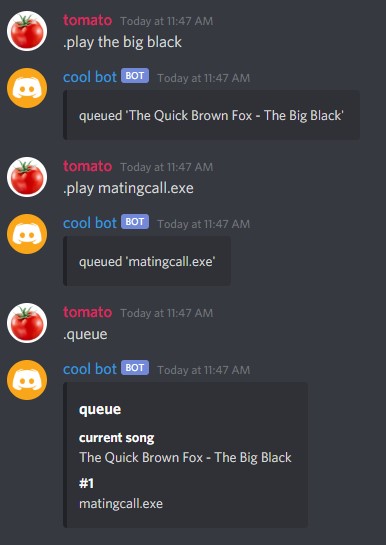 tomato Today at 11:47 AM
.play the big black
cool bot BOT Today at 11:47 AM
queued 'The Quick Brown Fox - The Big Black'
tomato Today at 11:47 AM
.play matingcall.exe
cool bot BOT Today at 11:47 AM
queued 'matingcall.exe'
tomato Today at 11:47 AM
.queue
cool bot BOT Today at 11:47 AM
queue
current song
The Quick Brown Fox - The Big Black
#1
matingcall.exe